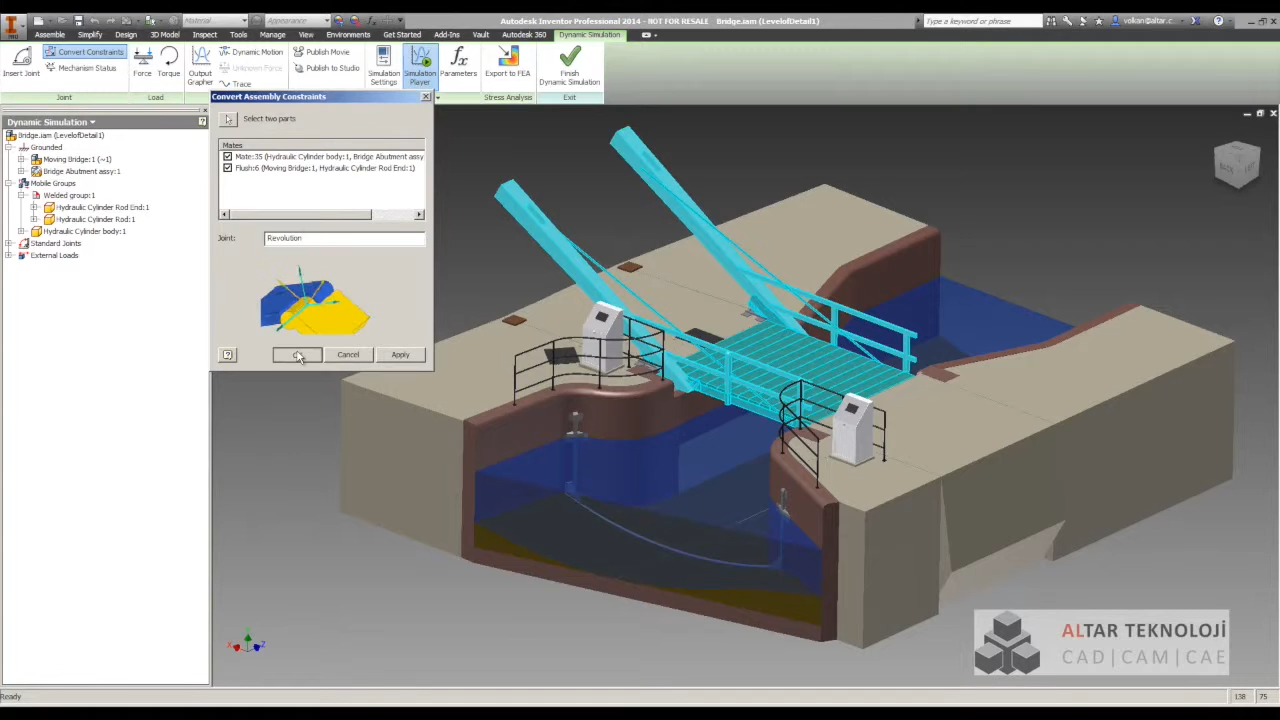 Material
Appearance
Autodesk Inventor Professional 2014 - NOT FOR RESALE   Bridge.iam (LevelofDetail1)
Type a keyword or phrase
volkan@altar.c
PRO
Assemble
Simplify
Design
3D Model
Inspect
Tools
Manage
View
Environments
Get Started
Add-Ins
Vault
Autodesk 360
Dynamic Simulation
Insert Joint
Convert Constraints
Mechanism Status
Joint
Force
Torque
Load
Output
Grapher
Dynamic Motion
Unknown Force
Trace
Publish Movie
Publish to Studio
Simulation
Settings
Simulation
Player
Parameters
Export to FEA
Stress Analysis
Finish
Dynamic Simulation
Exit
Dynamic Simulation
Bridge.iam (LevelofDetail1)
Grounded
Moving Bridge:1 (~1)
Bridge Abutment assy:1
Mobile Groups
Welded group:1
Hydraulic Cylinder Rod End:1
Hydraulic Cylinder Rod:1
Hydraulic Cylinder body:1
Standard Joints
External Loads
Convert Assembly Constraints
Select two parts
Mates
Mate:35 (Hydraulic Cylinder body:1, Bridge Abutment assy
Flush:6 (Moving Bridge:1, Hydraulic Cylinder Rod End:1)
Joint:
Revolution
Cancel
Apply
BACK
LEFT
X
Z
ALTAR TEKNOLOJİ
CAD|CAM|CAE
Ready
138
75